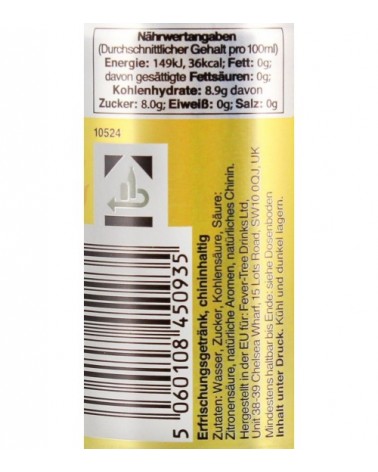 Nährwertangaben
(Durchschnittlicher Gehalt pro 100ml)
Energie: 149kJ, 36kcal; Fett: 0g;
davon gesättigte Fettsäuren: 0g;
Kohlenhydrate: 8.9g davon
Zucker: 8.0g; Eiweiß: 0g; Salz: 0g
10524
5 060108 450935
Erfrischungsgetränk, chininhaltig
Zutaten: Wasser, Zucker, Kohlensäure, Säure:
Zitronensäure, natürliche Aromen, natürliches Chinin.
Hergestellt in der EU für: Fever-Tree Drinks Ltd,
Unit 38-39 Chelsea Wharf, 15 Lots Road, SW10 0QJ, UK
Mindestens haltbar bis Ende: siehe Dosenboden
Inhalt unter Druck. Kühl und dunkel lagern.